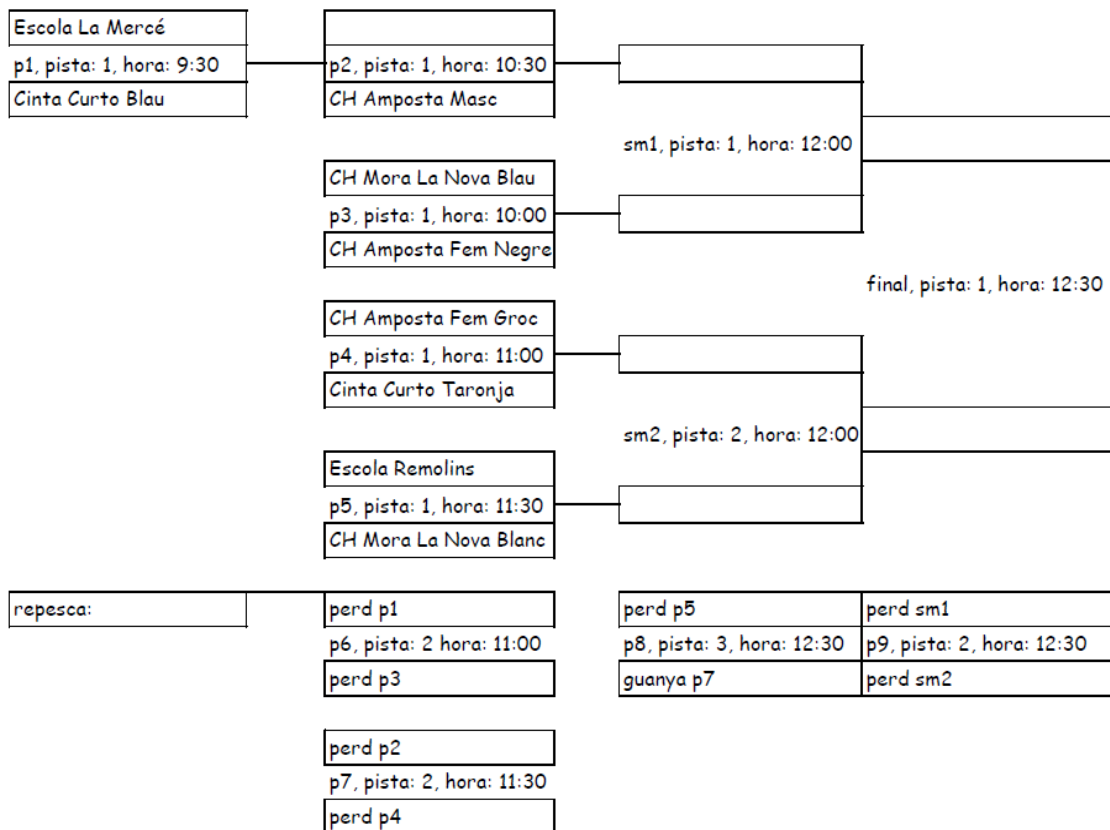 Escola La Mercé
p1, pista: 1, hora: 9:30
Cinta Curto Blau
p2, pista: 1, hora: 10:30
CH Amposta Masc
sm1, pista: 1, hora: 12:00
CH Mora La Nova Blau
p3, pista: 1, hora: 10:00
CH Amposta Fem Negre
final, pista: 1, hora: 12:30
CH Amposta Fem Groc
p4, pista: 1, hora: 11:00
Cinta Curto Taronja
sm2, pista: 2, hora: 12:00
Escola Remolins
p5, pista: 1, hora: 11:30
CH Mora La Nova Blanc
repesca:
perd p1
p6, pista: 2 hora: 11:00
perd p3
perd p5
p8, pista: 3, hora: 12:30
guanya p7
perd sm1
p9, pista: 2, hora: 12:30
perd sm2
perd p2
p7, pista: 2, hora: 11:30
perd p4